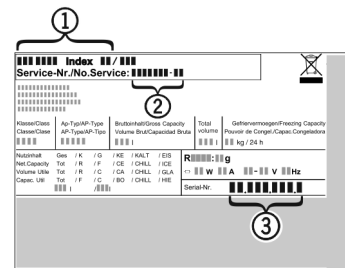 1
Index /
Service-Nr./No.Service: -
2
Klasse/Class
Classe/Clase
Ap-Typ/AP-Type
AP-Type/AP-Tipo
Bruttoinhalt/Gross Capacity
Volume Brut/Capacidad Bruta
l
Total
volume
l
Gefriervermoegen/Freezing Capacity
Pouvoir de Congel./Capac.Congeladora
kg / 24 h
Nutzinhalt Ges / K / G / KE / KALT / EIS
Net.Capacity Tot / R / F / CE / CHILL / ICE
Volume Utile Tot / R / C / CA / CHILL / GLA
Capac. Util Tot / F / C / BO / CHILL / HIE
l / l
R : g
W A - V Hz
Serial-Nr. . . .
3